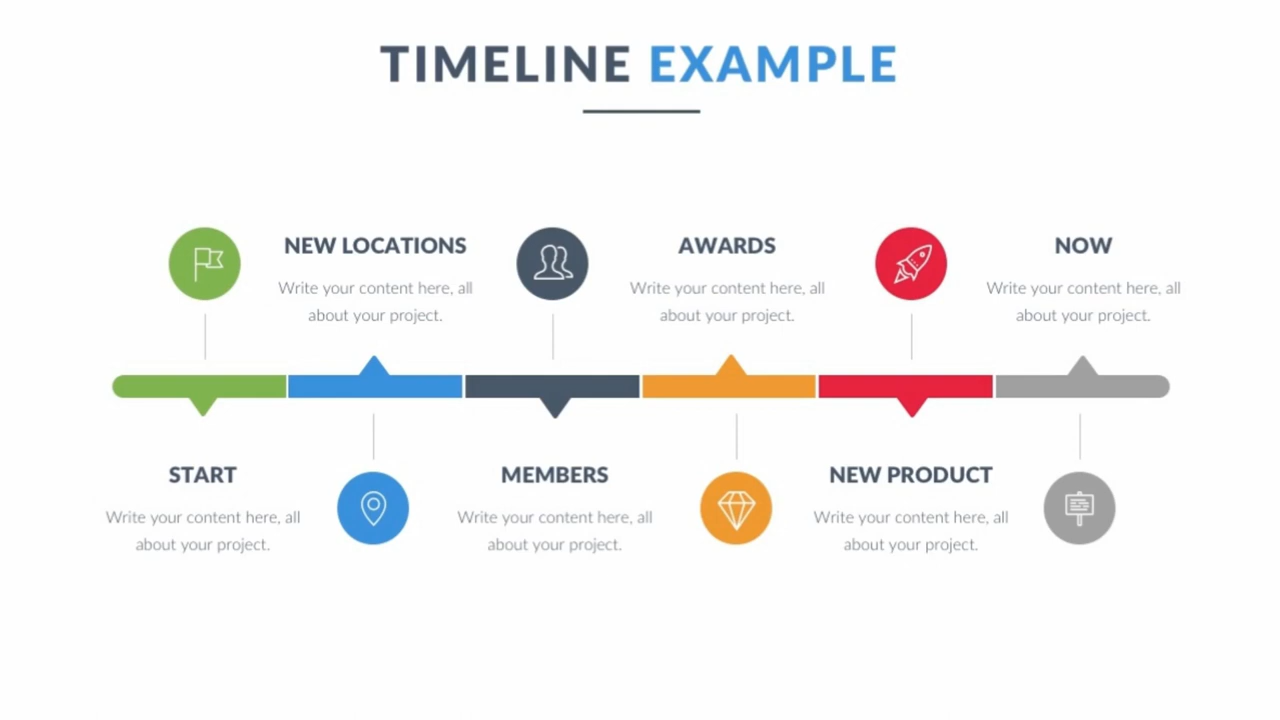 TIMELINE EXAMPLE
NEW LOCATIONS
Write your content here, all
about your project.
AWARDS
Write your content here, all
about your project.
NOW
Write your content here, all
about your project.
START
Write your content here, all
about your project.
MEMBERS
Write your content here, all
about your project.
NEW PRODUCT
Write your content here, all
about your project.